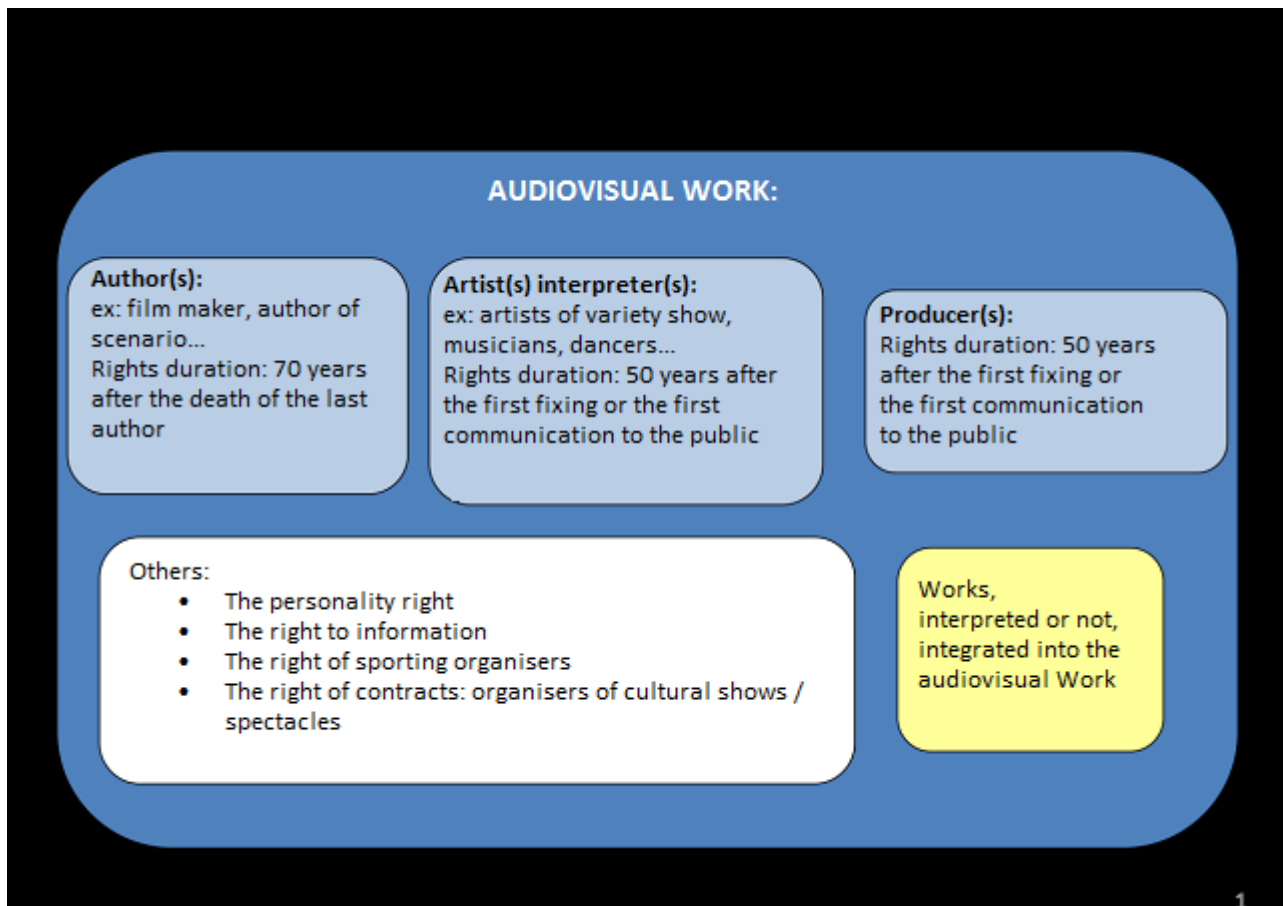 AUDIOVISUAL WORK:
Author(s):
ex: film maker, author of
scenario...
Rights duration: 70 years
after the death of the last
author
Artist(s) interpreter(s):
ex: artists of variety show,
musicians, dancers...
Rights duration: 50 years after
the first fixing or the first
communication to the public
Producer(s):
Rights duration: 50 years
after the first fixing or
the first communication
to the public
Others:
• The personality right
• The right to information
• The right of sporting organisers
• The right of contracts: organisers of cultural shows /
spectacles
Works,
interpreted or not,
integrated into the
audiovisual Work
1